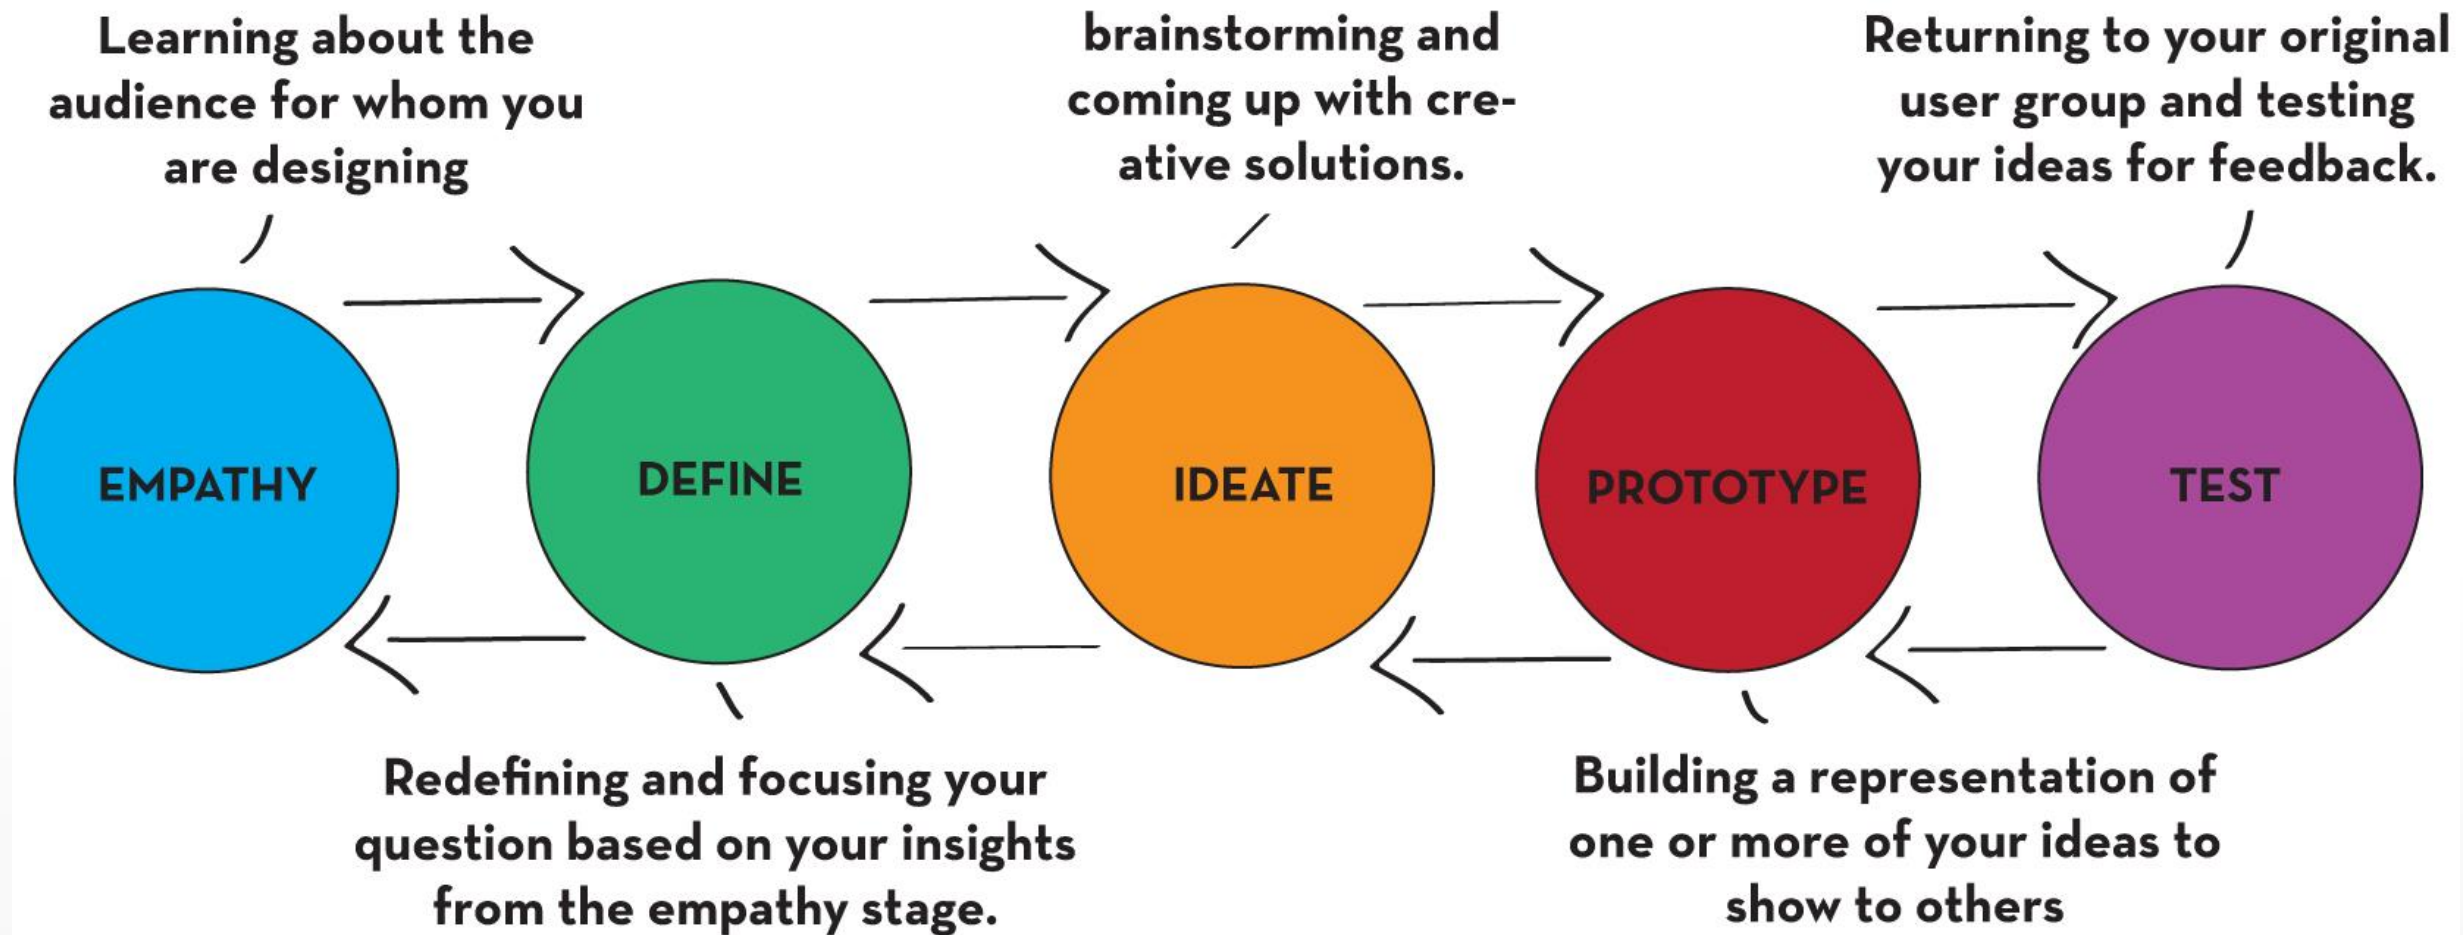 Learning about the
audience for whom you
are designing
brainstorming and
coming up with cre-
ative solutions.
Returning to your original
user group and testing
your ideas for feedback.
EMPATHY
DEFINE
IDEATE
PROTOTYPE
TEST
Redefining and focusing your
question based on your insights
from the empathy stage.
Building a representation of
one or more of your ideas to
show to others